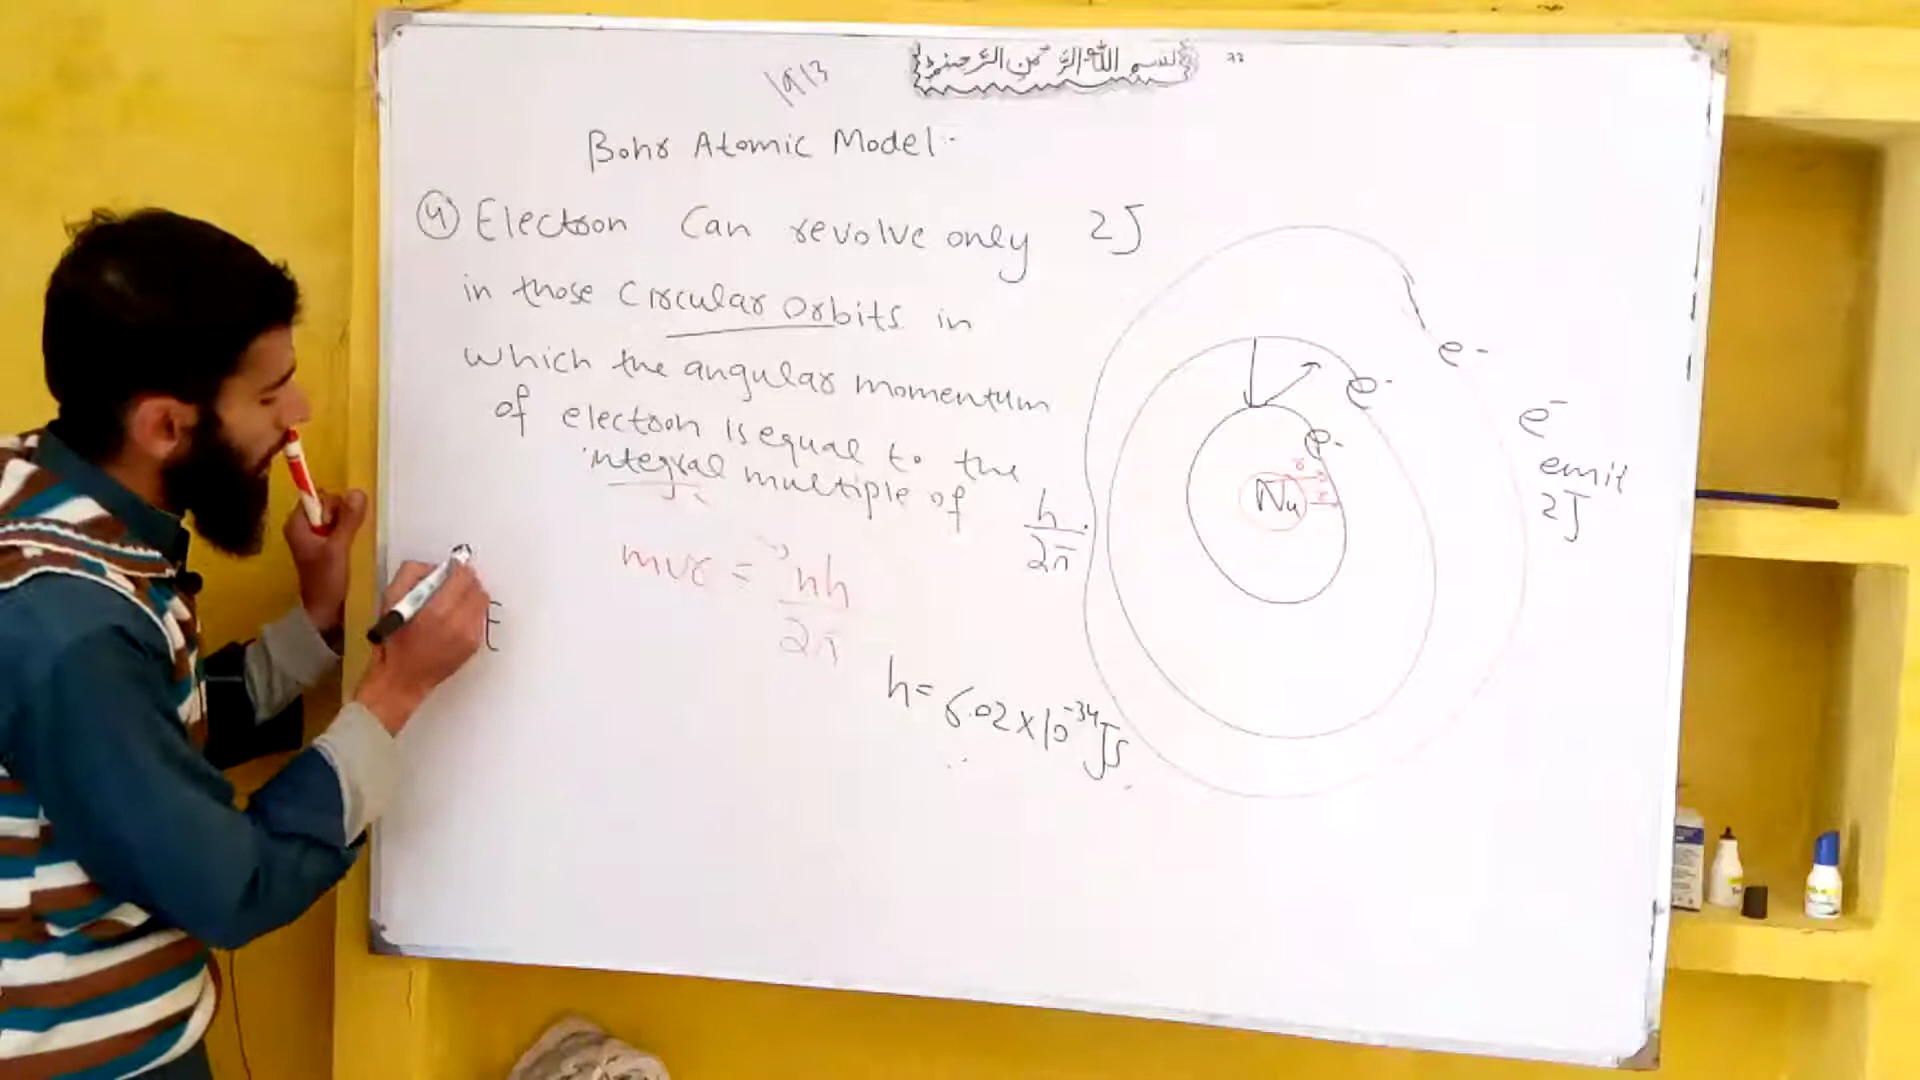 بسم الله الرحمن الرحيم
1913
Bohr Atomic Model:-
④ Electron Can revolve only
in those Circular Orbits in
which the angular momentum
of electron is equal to the
integral multiple of h/2π.
mvr = nh/2π
h = 6.02 × 10⁻³⁴ Js
2J
e-
e-
e-
Nu
r
e-
emit
2J
E